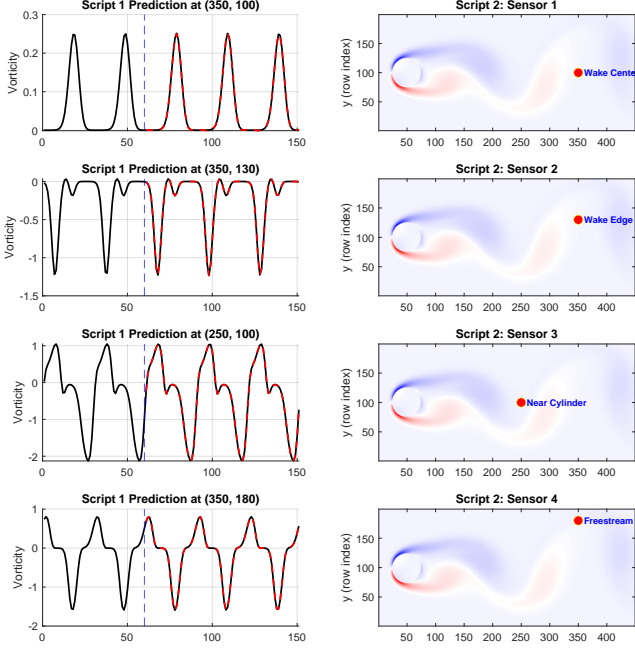 Script 1 Prediction at (350, 100)
Script 2: Sensor 1
0.3
0.2
0.1
0
Vorticity
0 50 100 150
150
100
50
y (row index)
Wake Cente
50 100 150 200 250 300 350 400
Script 1 Prediction at (350, 130)
Script 2: Sensor 2
0
-0.5
-1
-1.5
Vorticity
0 50 100 150
150
100
50
y (row index)
Wake Edge
50 100 150 200 250 300 350 400
Script 1 Prediction at (250, 100)
Script 2: Sensor 3
1
0
-1
-2
Vorticity
0 50 100 150
150
100
50
y (row index)
Near Cylinder
50 100 150 200 250 300 350 400
Script 1 Prediction at (350, 180)
Script 2: Sensor 4
1
0
-1
-2
Vorticity
0 50 100 150
150
100
50
y (row index)
Freestream
50 100 150 200 250 300 350 400